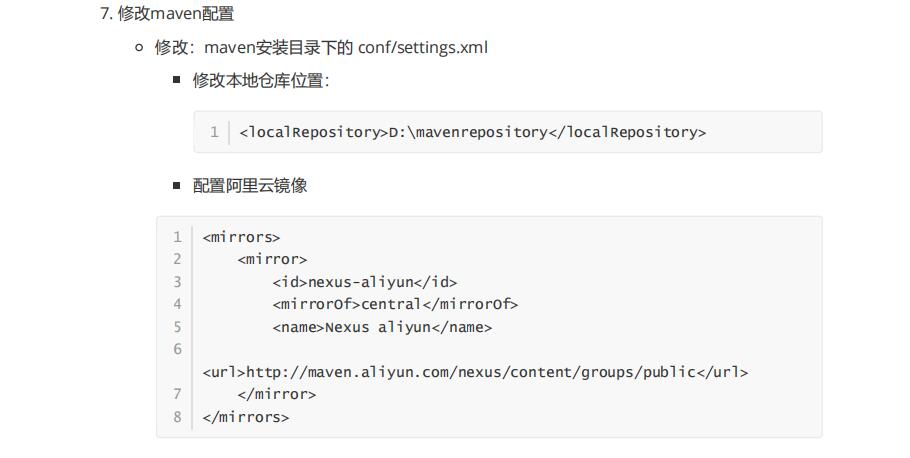 7. 修改maven配置
修改：maven安装目录下的 conf/settings.xml
修改本地仓库位置：
1 <localRepository>D:\mavenrepository</localRepository>
配置阿里云镜像
1 <mirrors>
2     <mirror>
3         <id>nexus-aliyun</id>
4         <mirrorOf>central</mirrorOf>
5         <name>Nexus aliyun</name>
6
<url>http://maven.aliyun.com/nexus/content/groups/public</url>
7     </mirror>
8 </mirrors>